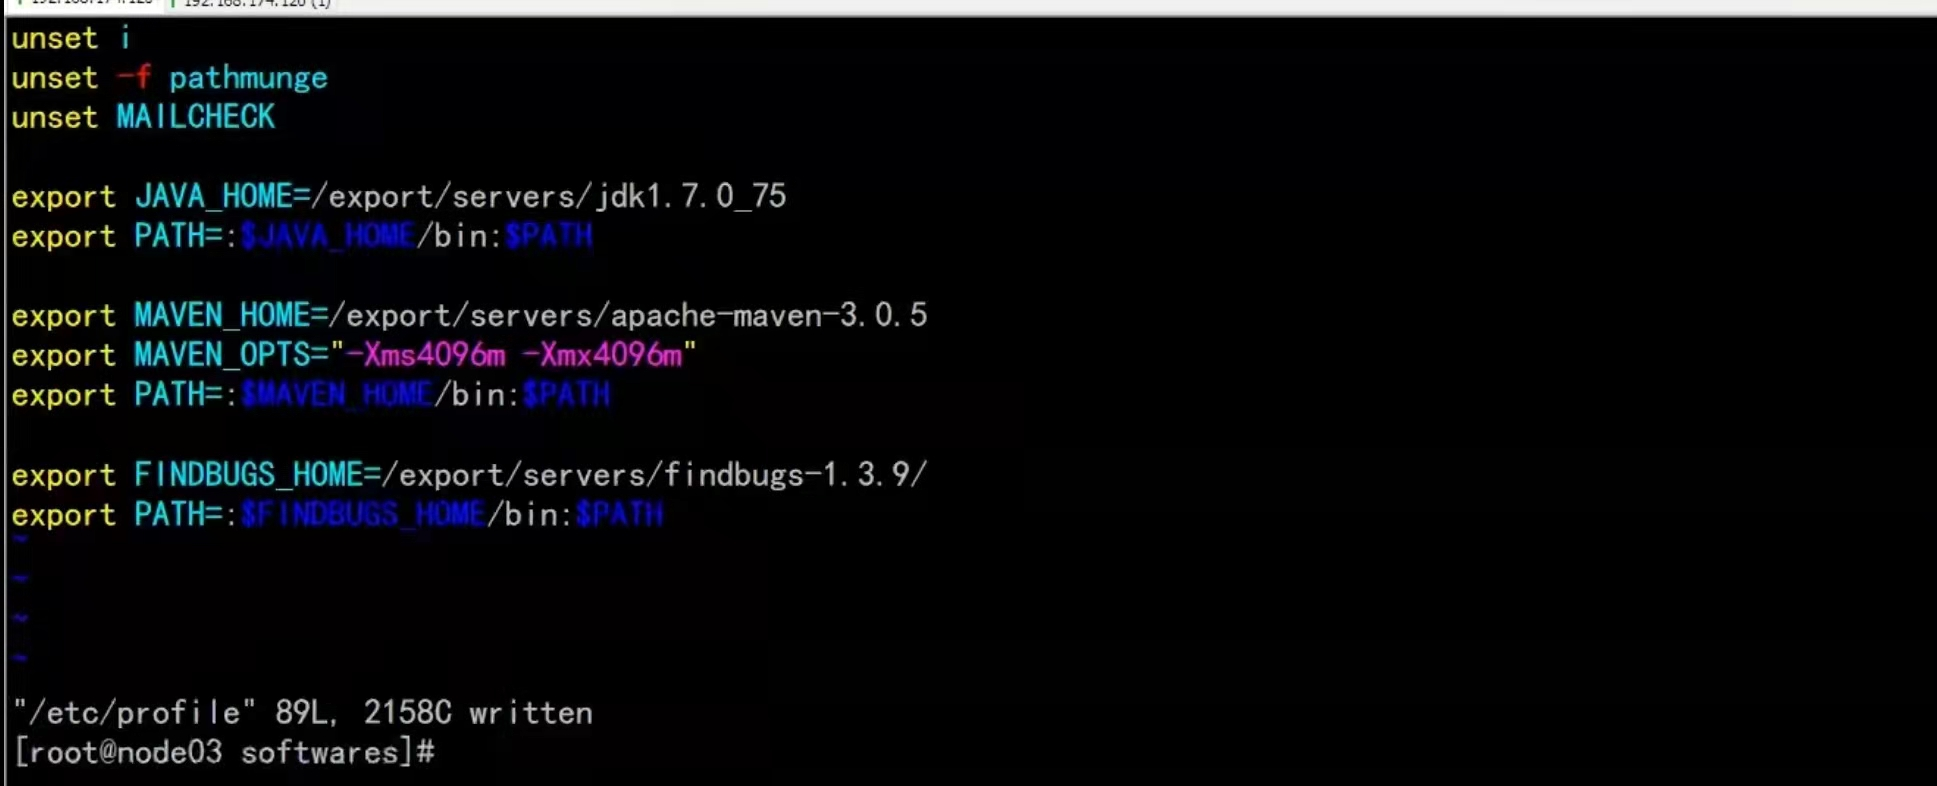 192.168.174.120 (1)
unset i
unset -f pathmunge
unset MAILCHECK
export JAVA_HOME=/export/servers/jdk1.7.0_75
export PATH=:$JAVA_HOME/bin:$PATH
export MAVEN_HOME=/export/servers/apache-maven-3.0.5
export MAVEN_OPTS="-Xms4096m -Xmx4096m"
export PATH=:$MAVEN_HOME/bin:$PATH
export FINDBUGS_HOME=/export/servers/findbugs-1.3.9/
export PATH=:$FINDBUGS_HOME/bin:$PATH
~
~
~
~
"/etc/profile" 89L, 2158C written
[root@node03 softwares]#